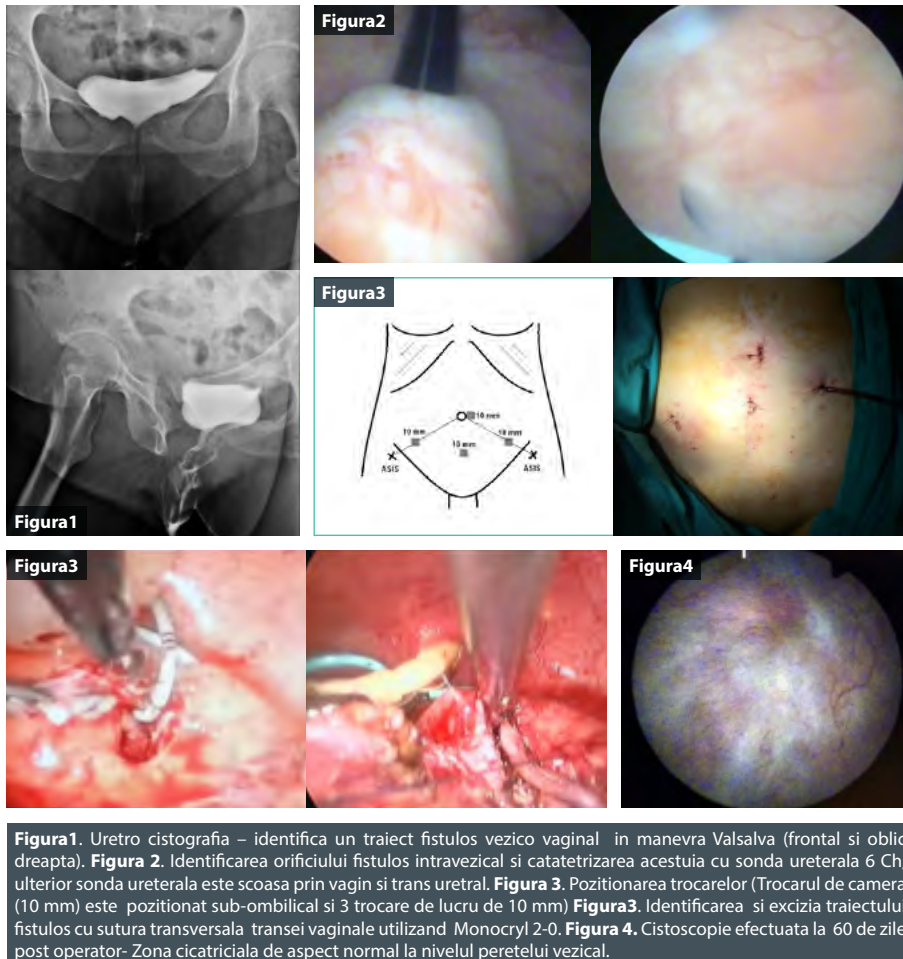 Figura2
Figura3
10 mm
10 mm
10 mm
10 mm
ASIS
ASIS
Figura1
Figura3
Figura4
Figura1. Uretro cistografia – identifica un traiect fistulos vezico vaginal in manevra Valsalva (frontal si oblic
dreapta). Figura 2. Identificarea orificiului fistulos intravezical si catatetrizarea acestuia cu sonda ureterala 6 Ch,
ulterior sonda ureterala este scoasa prin vagin si trans uretral. Figura 3. Pozitionarea trocarelor (Trocarul de camera
(10 mm) este pozitionat sub-ombilical si 3 trocare de lucru de 10 mm) Figura3. Identificarea si excizia traiectului
fistulos cu sutura transversala transei vaginale utilizand Monocryl 2-0. Figura 4. Cistoscopie efectuata la 60 de zile
post operator- Zona cicatriciala de aspect normal la nivelul peretelui vezical.